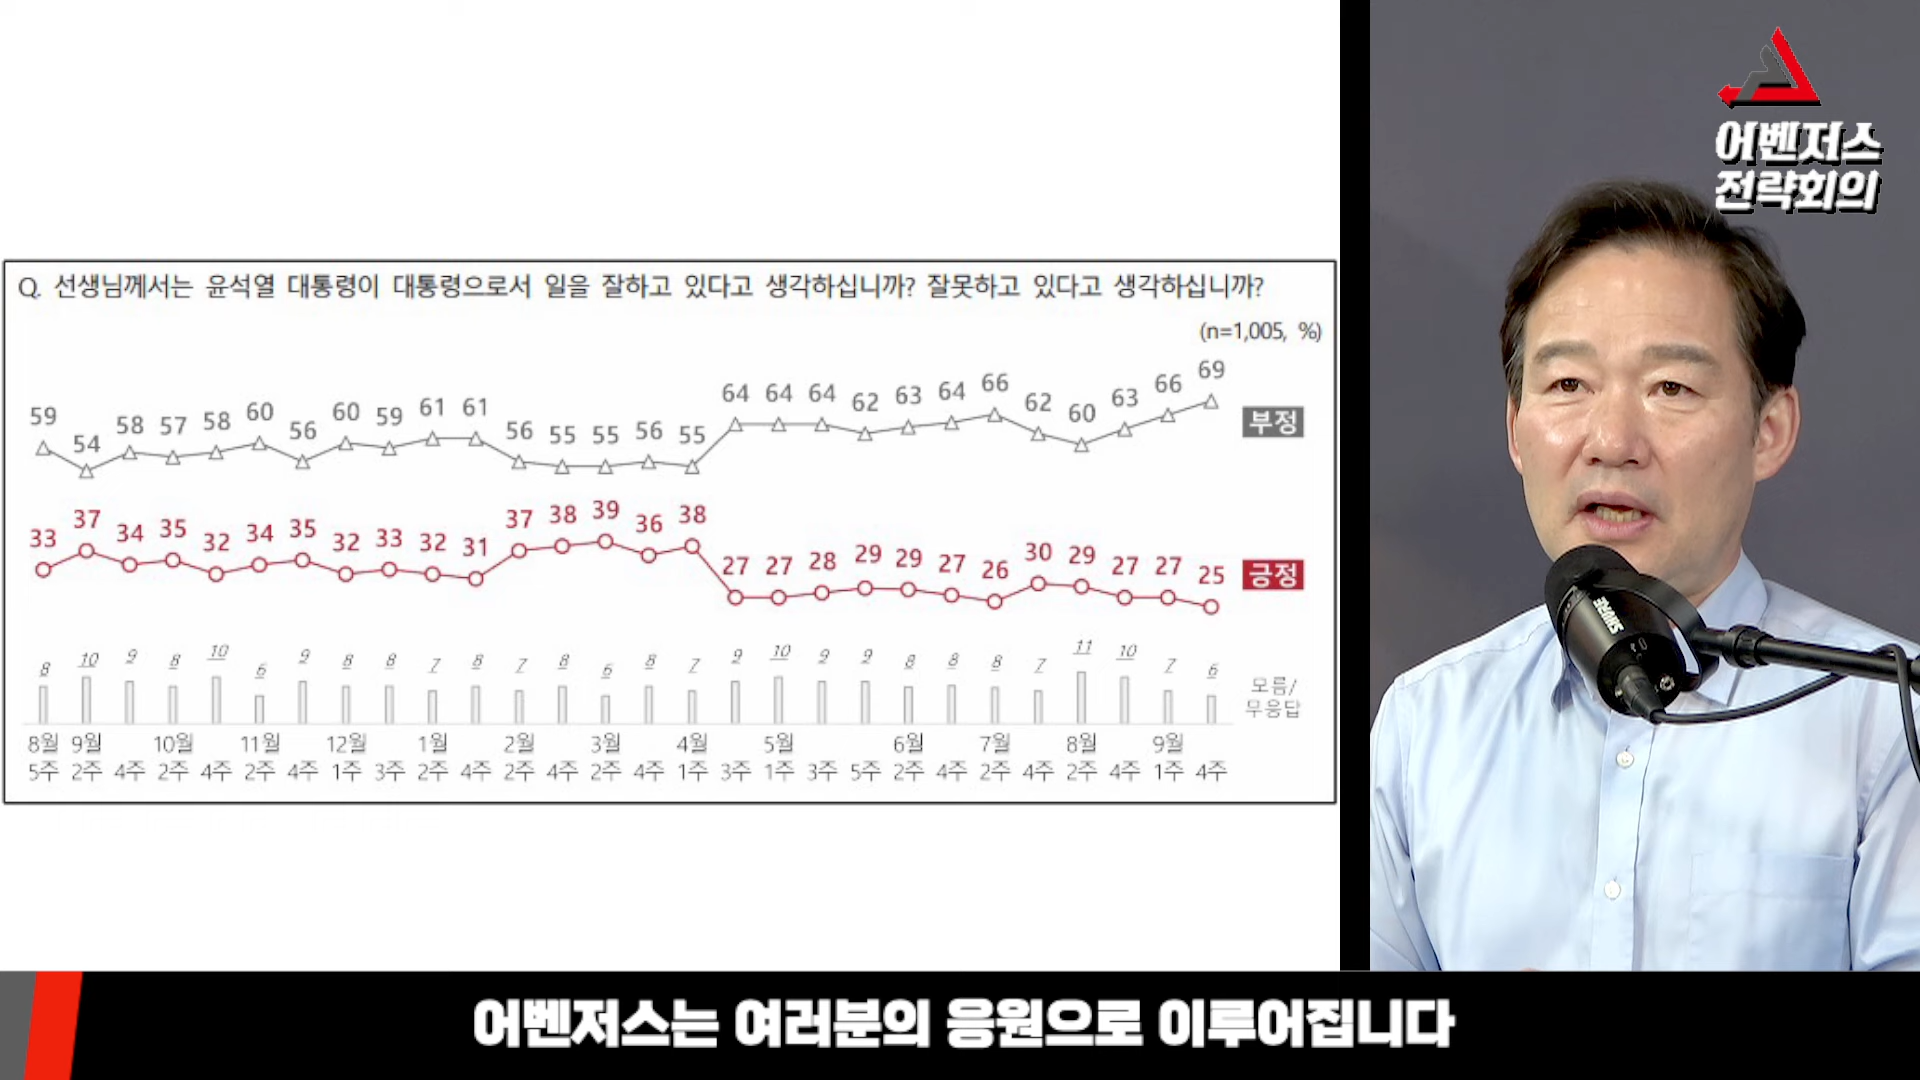 어벤저스
전략회의
Q. 선생님께서는 윤석열 대통령이 대통령으로서 일을 잘하고 있다고 생각하십니까? 잘못하고 있다고 생각하십니까?
(n=1,005, %)
59 54 58 57 58 60 56 60 59 61 61 56 55 55 56 55 64 64 64 62 63 64 66 62 60 63 66 69
부정
33 37 34 35 32 34 35 32 33 32 31 37 38 39 36 38 27 27 28 29 29 27 26 30 29 27 27 25
긍정
8 10 9 8 10 6 9 8 8 7 8 7 8 6 8 7 9 10 9 9 8 8 8 7 11 10 7 6
모름/
무응답
8월 9월 10월 11월 12월 1월 2월 3월 4월 5월 6월 7월 8월 9월
5주 2주 4주 2주 4주 2주 4주 1주 3주 2주 4주 2주 4주 2주 4주 1주 3주 1주 3주 5주 2주 4주 2주 4주 2주 4주 1주 4주
SHURE
어벤저스는 여러분의 응원으로 이루어집니다